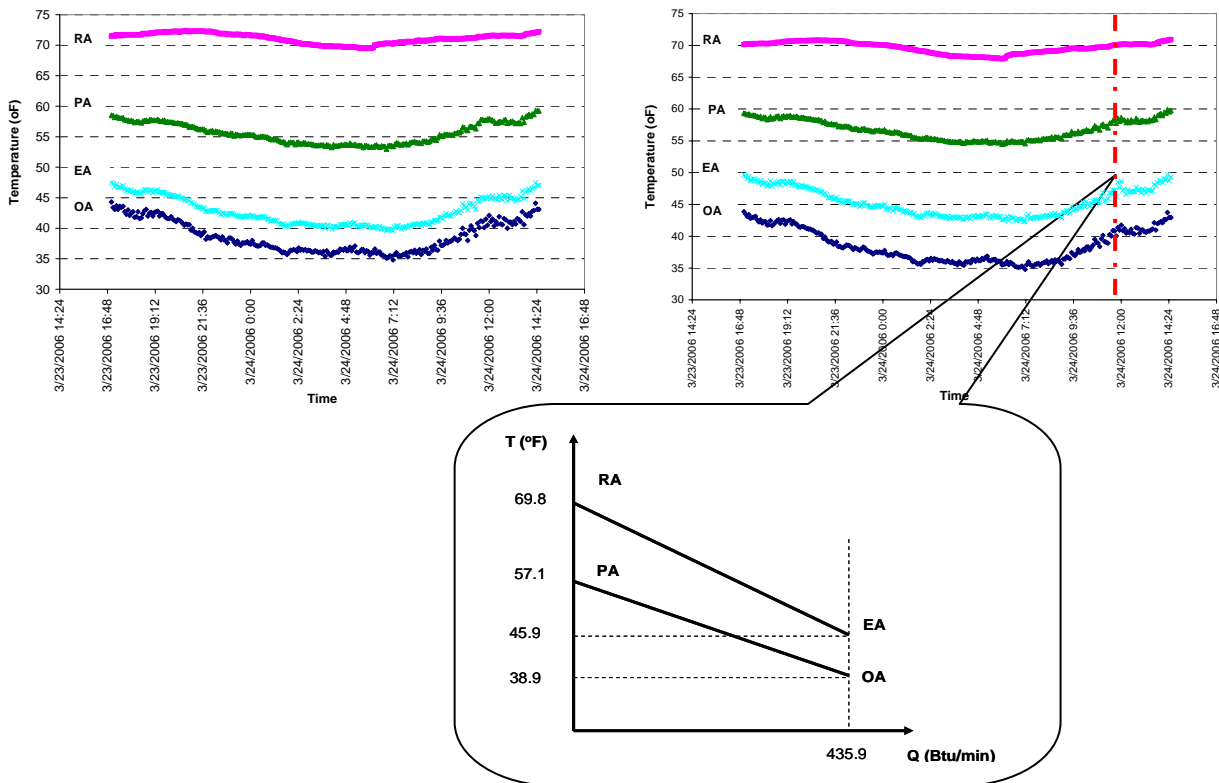 75
70
65
60
55
50
45
40
35
30
Temperature (oF)
RA
PA
EA
OA
3/23/2006 14:24
3/23/2006 16:48
3/23/2006 19:12
3/23/2006 21:36
3/24/2006 0:00
3/24/2006 2:24
3/24/2006 4:48
3/24/2006 7:12
3/24/2006 9:36
3/24/2006 12:00
3/24/2006 14:24
3/24/2006 16:48
Time
75
70
65
60
55
50
45
40
35
30
Temperature (oF)
RA
PA
EA
OA
3/23/2006 14:24
3/23/2006 16:48
3/23/2006 19:12
3/23/2006 21:36
3/24/2006 0:00
3/24/2006 2:24
3/24/2006 4:48
3/24/2006 7:12
3/24/2006 9:36
3/24/2006 12:00
3/24/2006 14:24
3/24/2006 16:48
Time
T (ºF)
RA
69.8
57.1
PA
45.9
EA
38.9
OA
435.9
Q (Btu/min)